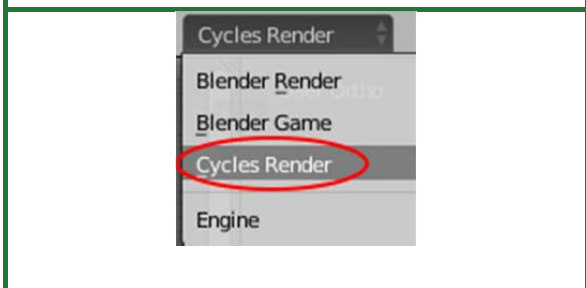 Cycles Render
Blender Render
Blender Game
Cycles Render
Engine